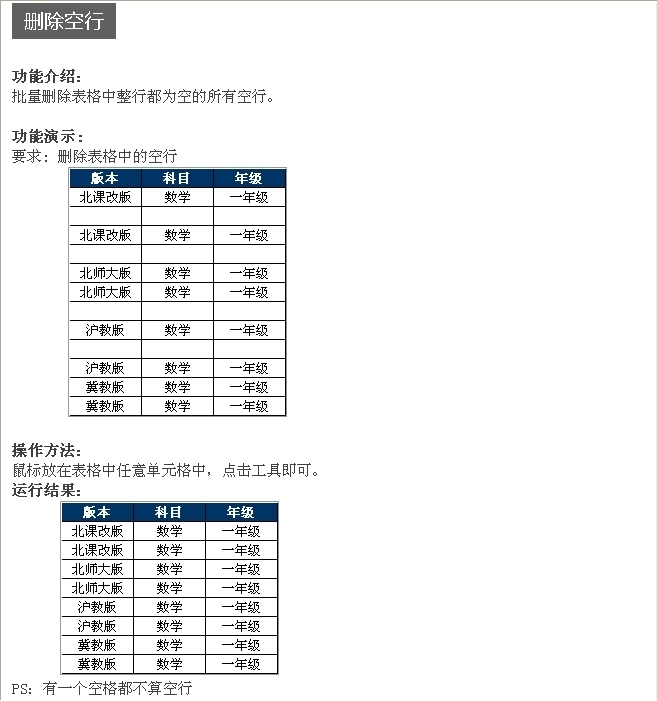 删除空行
功能介绍：
批量删除表格中整行都为空的所有空行。
功能演示：
要求：删除表格中的空行
版本 科目 年级
北课改版 数学 一年级
北课改版 数学 一年级
北师大版 数学 一年级
北师大版 数学 一年级
沪教版 数学 一年级
沪教版 数学 一年级
冀教版 数学 一年级
冀教版 数学 一年级
操作方法：
鼠标放在表格中任意单元格中，点击工具即可。
运行结果：
版本 科目 年级
北课改版 数学 一年级
北课改版 数学 一年级
北师大版 数学 一年级
北师大版 数学 一年级
沪教版 数学 一年级
沪教版 数学 一年级
冀教版 数学 一年级
冀教版 数学 一年级
PS：有一个空格都不算空行